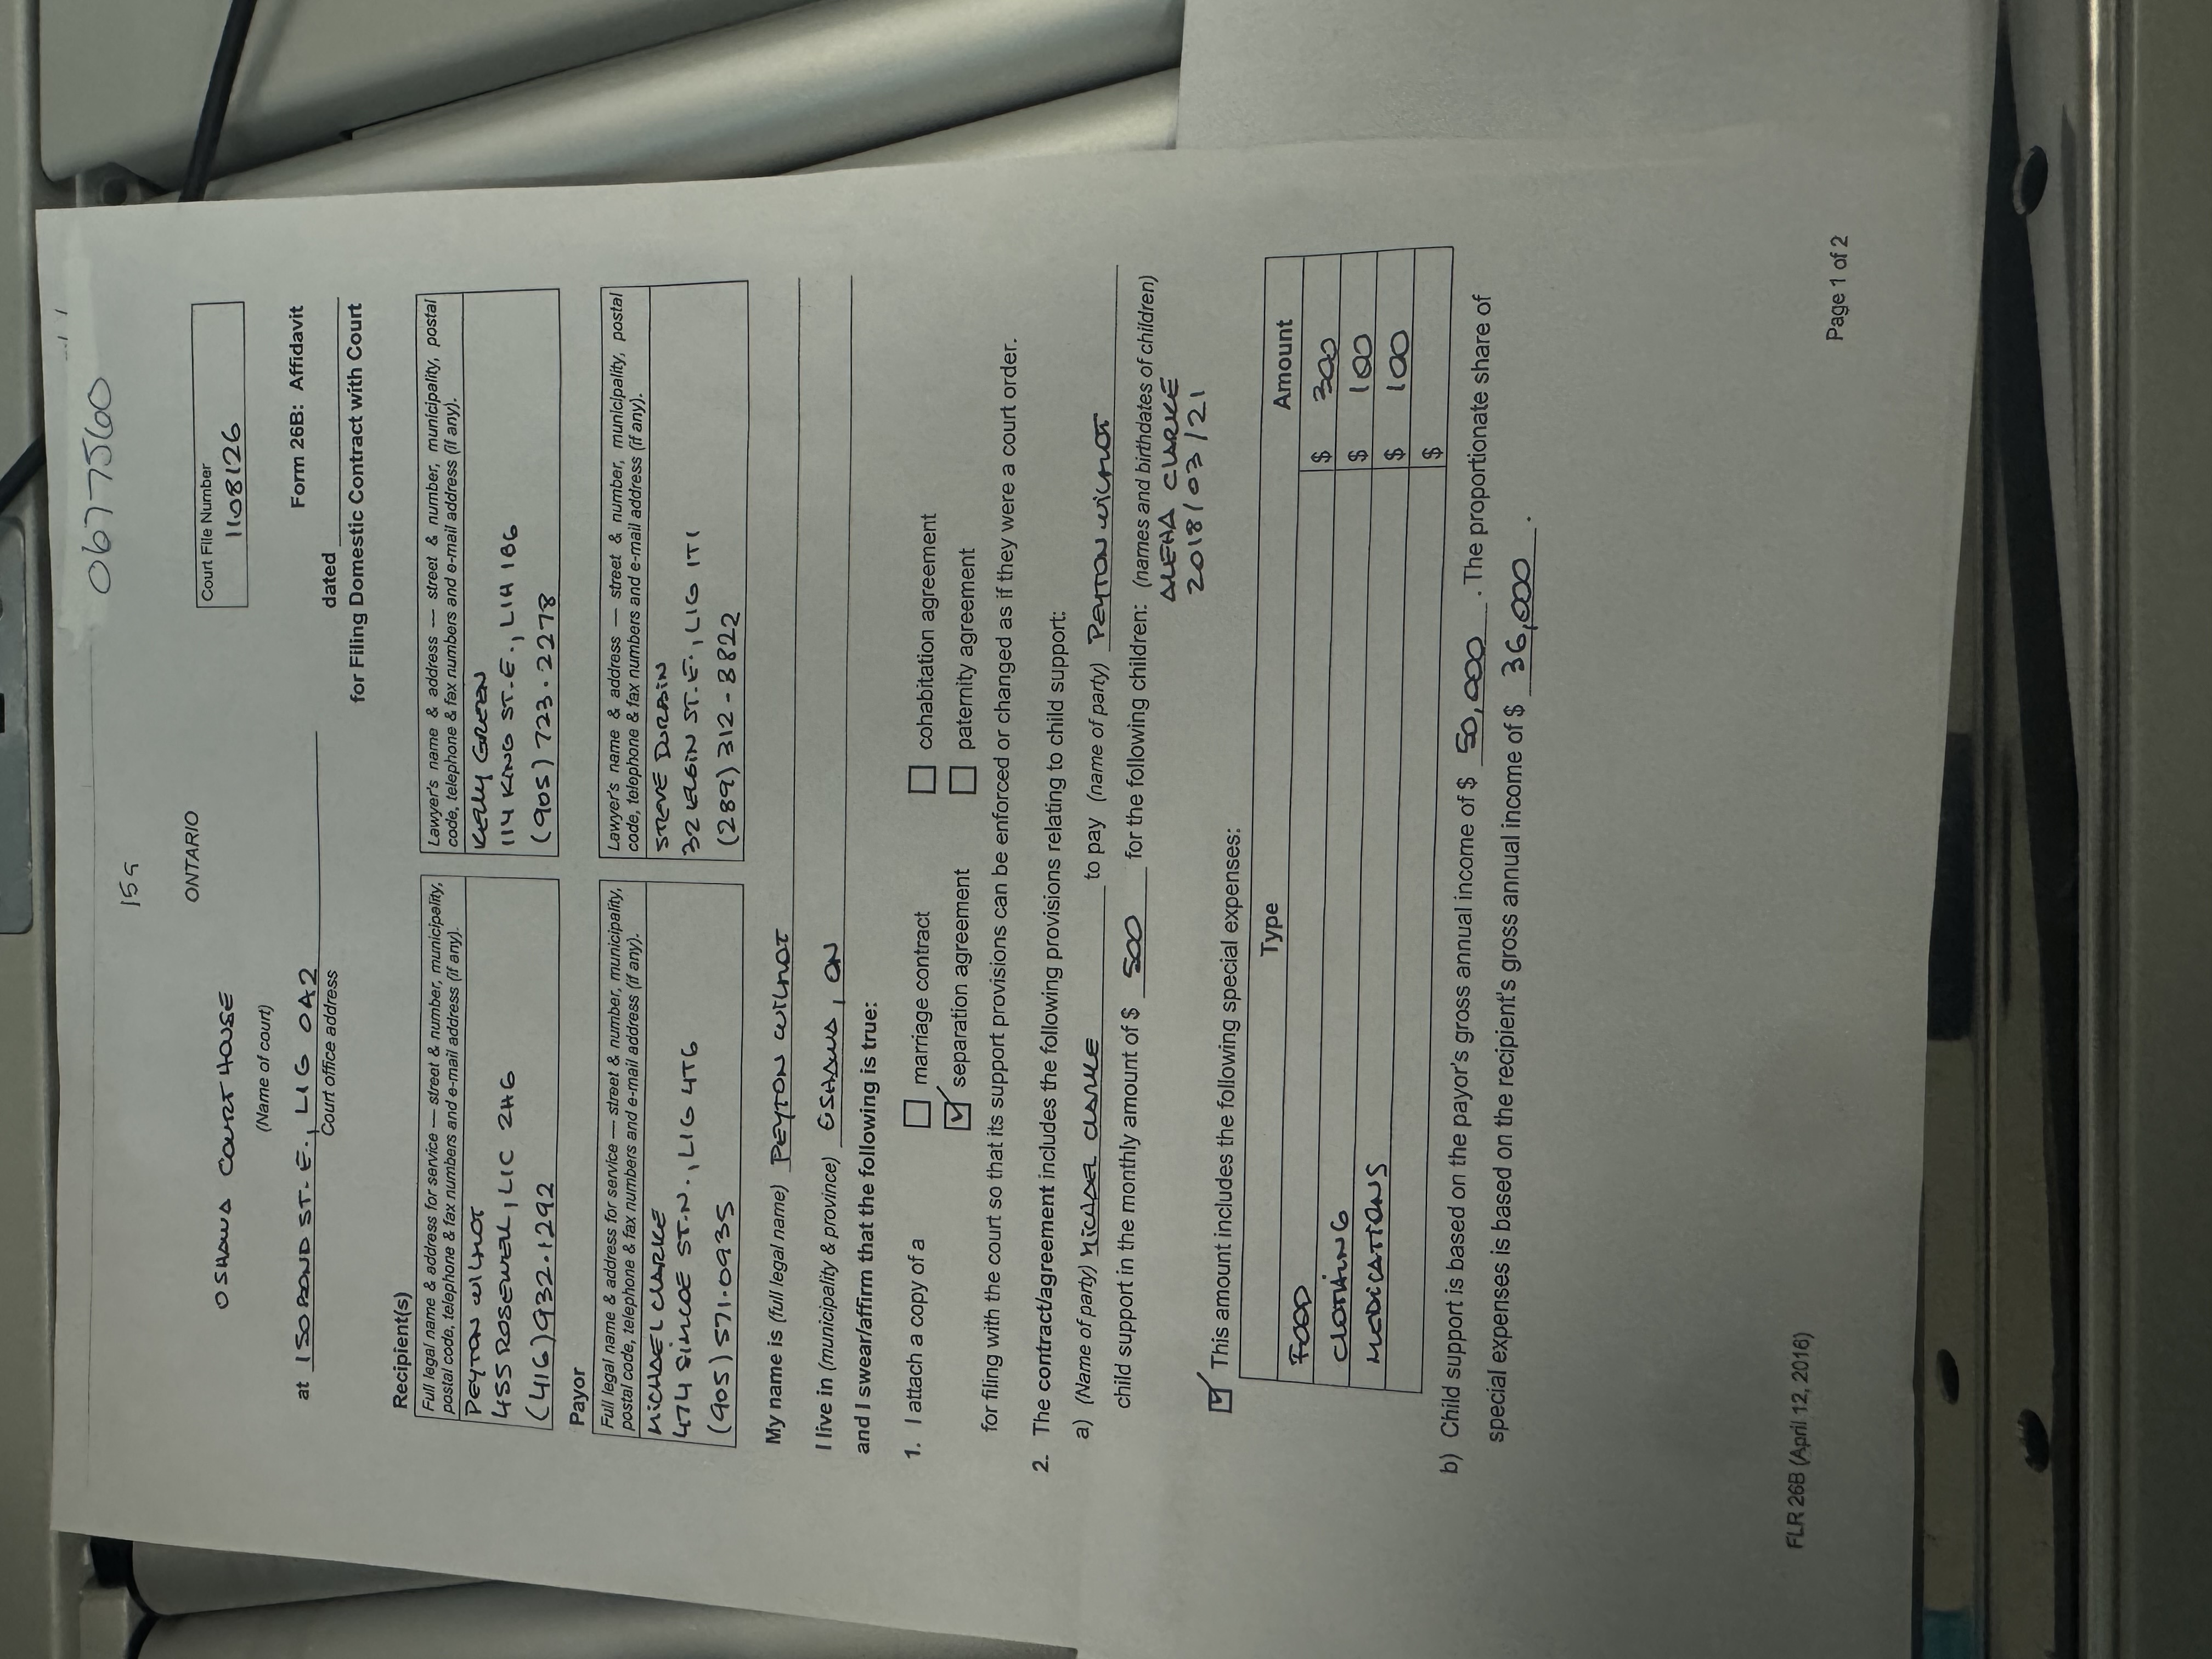 0677560
159
ONTARIO
OSHAWA COURTHOUSE
(Name of court)
Court File Number
1108126
at 150 BOND ST. E., L1G 0A2
Court office address
Form 26B: Affidavit
dated
for Filing Domestic Contract with Court
Recipient(s)
Full legal name & address for service — street & number, municipality,
postal code, telephone & fax numbers and e-mail address (if any).
PEYTON WILMOT
455 ROSEWELL, L1C 2H6
(416) 932.1292
Lawyer's name & address — street & number, municipality, postal
code, telephone & fax numbers and e-mail address (if any).
KELLY GREEN
114 KING ST. E., L1H 1B6
(905) 723.2278
Payor
Full legal name & address for service — street & number, municipality,
postal code, telephone & fax numbers and e-mail address (if any).
MICHAEL CLARKE
474 SIMCOE ST. N., L1G 4T6
(905) 571.0935
Lawyer's name & address — street & number, municipality, postal
code, telephone & fax numbers and e-mail address (if any).
STEVE DURBIN
32 ELGIN ST. E., L1G 1T1
(289) 312-8822
My name is (full legal name) PEYTON WILMOT
I live in (municipality & province) OSHAWA, ON
and I swear/affirm that the following is true:
1. I attach a copy of a marriage contract cohabitation agreement
separation agreement paternity agreement
for filing with the court so that its support provisions can be enforced or changed as if they were a court order.
2. The contract/agreement includes the following provisions relating to child support:
a) (Name of party) MICHAEL CLARKE to pay (name of party) PEYTON WILMOT
child support in the monthly amount of $ 500 for the following children: (names and birthdates of children)
ALEHA CLARKE
2018/03/21
This amount includes the following special expenses:
Type Amount
FOOD $ 300
CLOTHING $ 100
MEDICATIONS $ 100
$
b) Child support is based on the payor's gross annual income of $ 50,000. The proportionate share of
special expenses is based on the recipient's gross annual income of $ 36,000.
FLR 26B (April 12, 2016)
Page 1 of 2